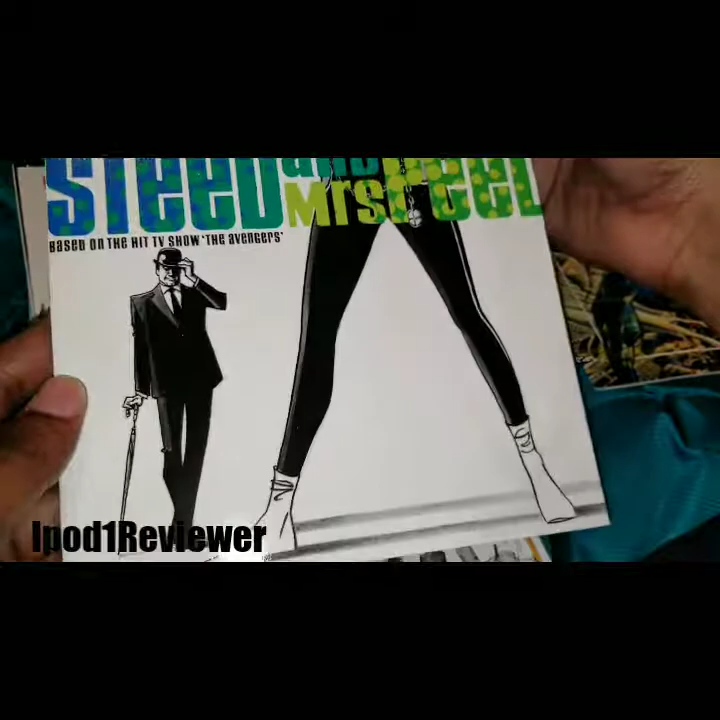 STEED and
Mrs PEEL
BASED ON THE HIT TV SHOW 'THE AVENGERS'
Ipod1Reviewer